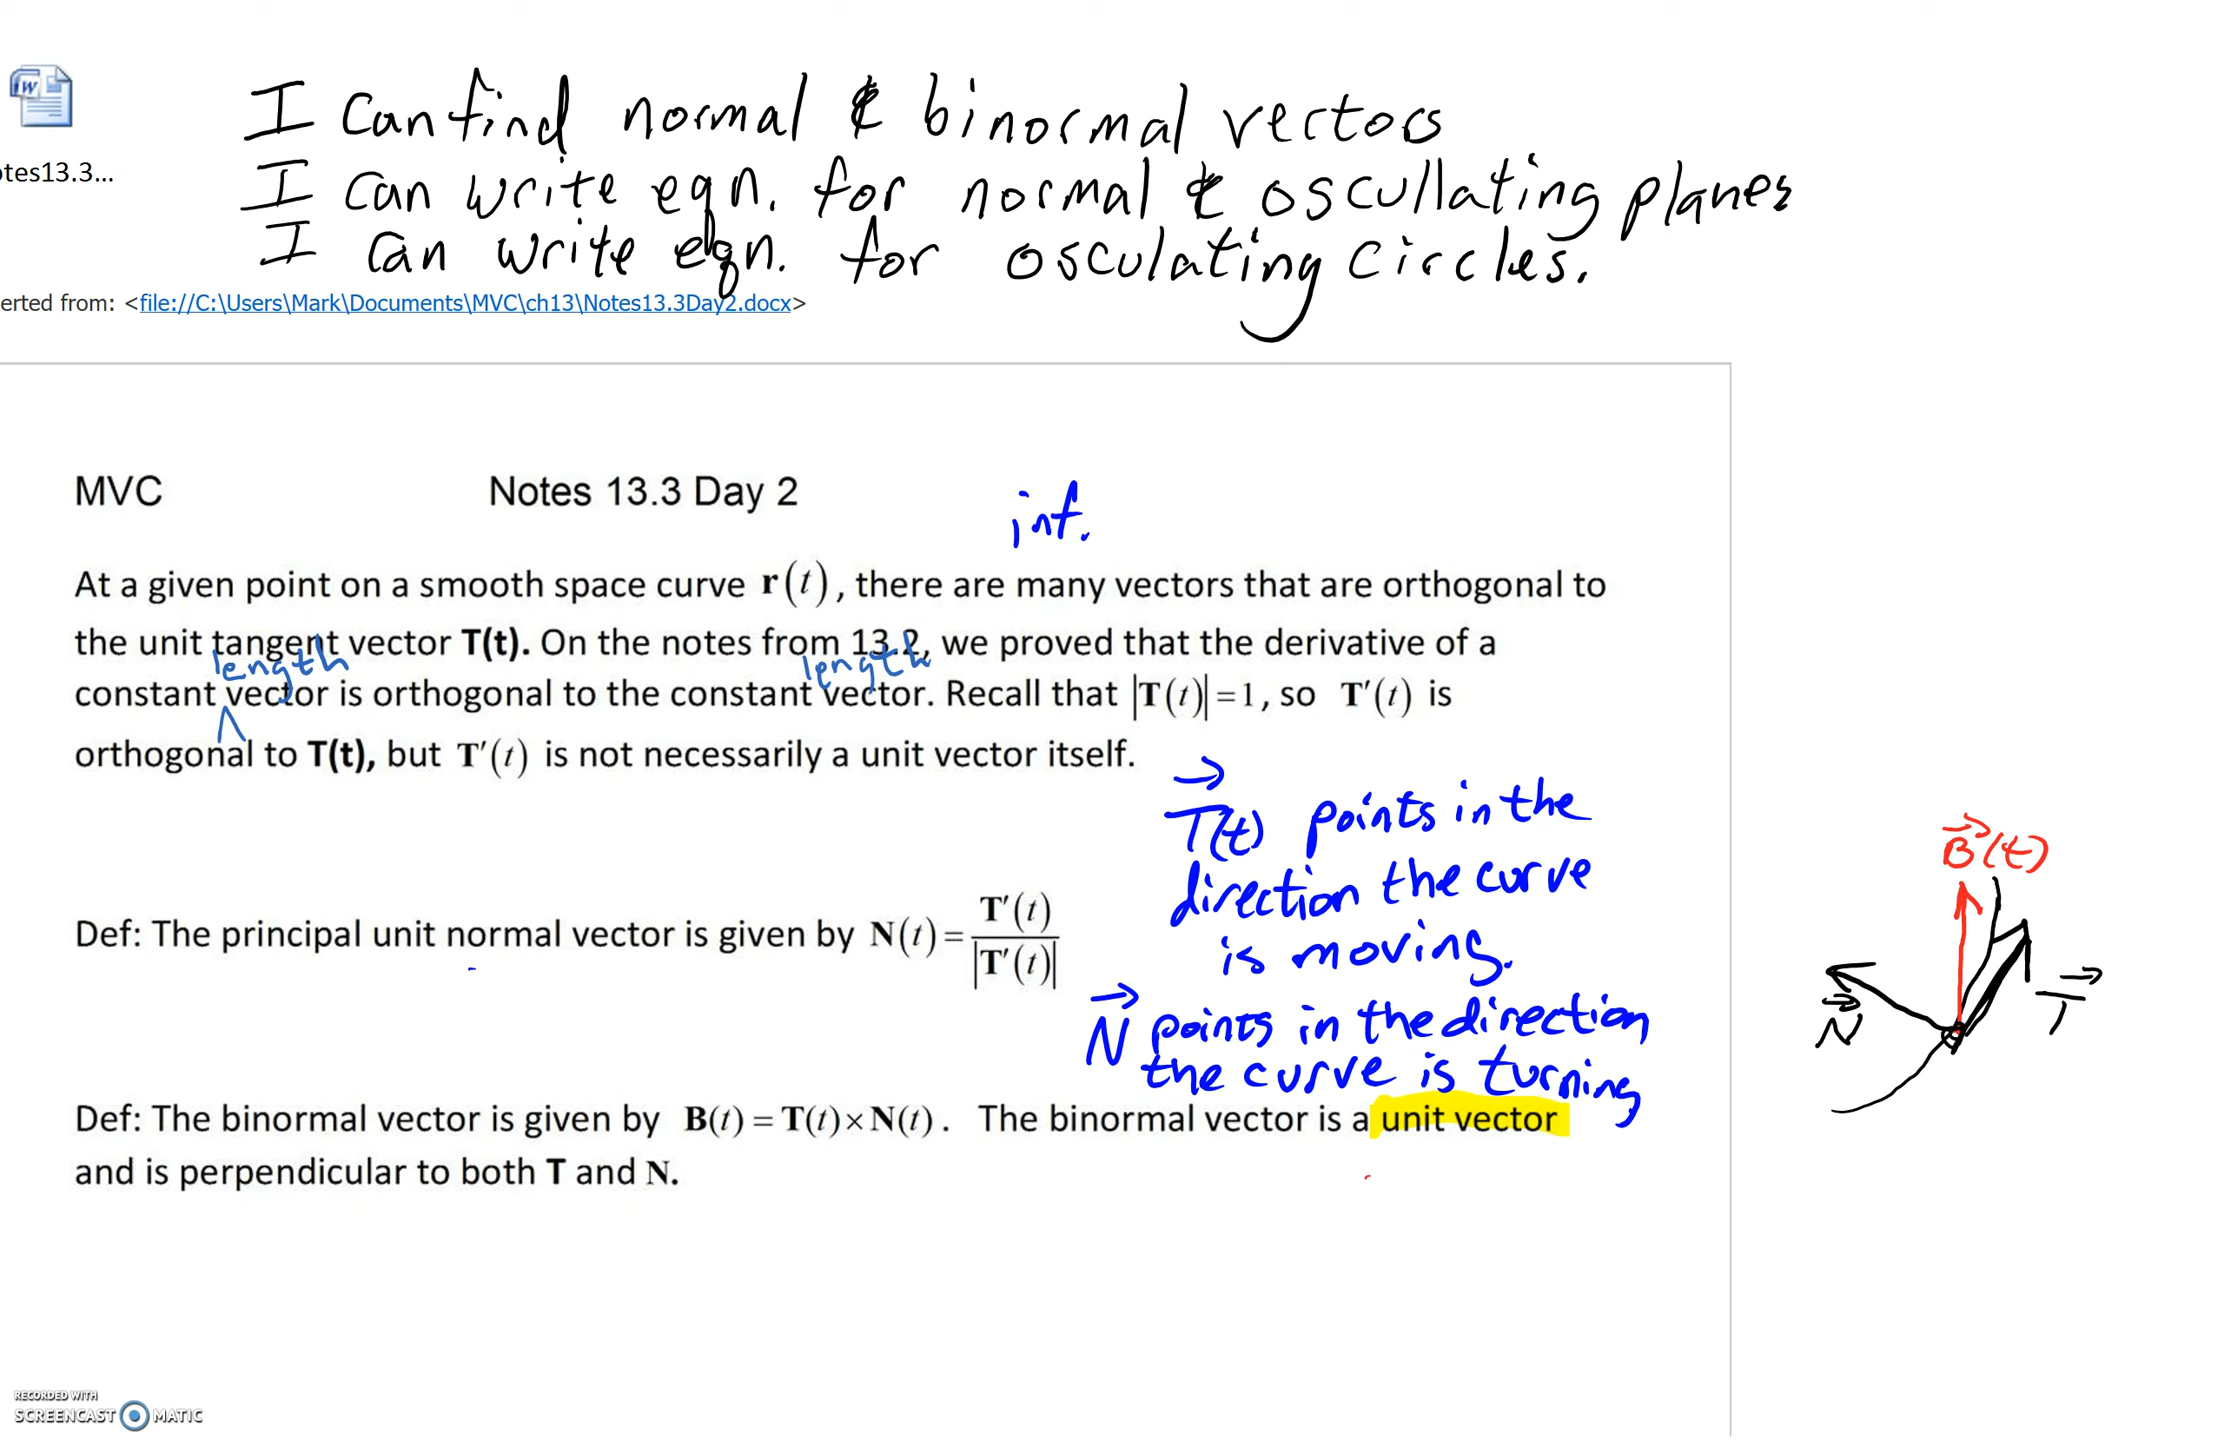 I can find normal & binormal vectors
otes13.3...
I can write eqn. for normal & oscullating planes
I can write eqn. for osculating circles.
erted from: <file://C:\Users\Mark\Documents\MVC\ch13\Notes13.3Day2.docx>
MVC Notes 13.3 Day 2
inf.
At a given point on a smooth space curve r(t), there are many vectors that are orthogonal to
the unit tangent vector T(t). On the notes from 13.2, we proved that the derivative of a
length length
constant vector is orthogonal to the constant vector. Recall that |T(t)|=1, so T′(t) is
orthogonal to T(t), but T′(t) is not necessarily a unit vector itself.
T(t) points in the
direction the curve
is moving.
B(t)
Def: The principal unit normal vector is given by N(t) = T′(t) / |T′(t)|
N points in the direction
the curve is turning
N
T
Def: The binormal vector is given by B(t) = T(t)×N(t). The binormal vector is a unit vector
and is perpendicular to both T and N.
RECORDED WITH
SCREENCAST MATIC